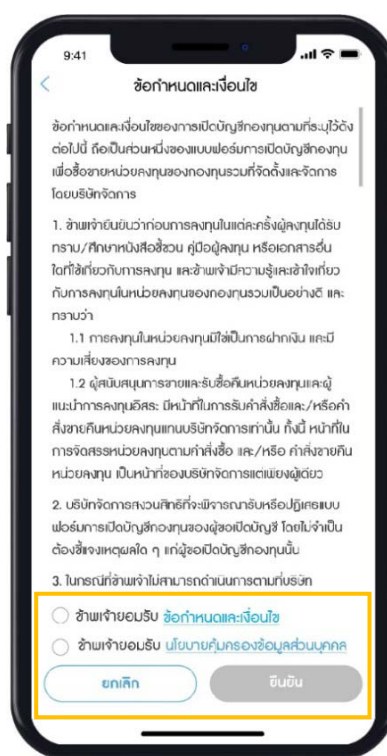 9:41
ข้อกำหนดและเงื่อนไข
ข้อกำหนดและเงื่อนไขของการเปิดบัญชีกองทุนตามที่ระบุไว้ดัง
ต่อไปนี้ ถือเป็นส่วนหนึ่งของแบบฟอร์มการเปิดบัญชีกองทุน
เพื่อซื้อขายหน่วยลงทุนของกองทุนรวมที่จัดตั้งและจัดการ
โดยบริษัทจัดการ
1. ข้าพเจ้ายืนยันว่าก่อนการลงทุนในแต่ละครั้งผู้ลงทุนได้รับ
ทราบ/ศึกษาหนังสือชี้ชวน คู่มือผู้ลงทุน หรือเอกสารอื่น
ใดที่ใช้เกี่ยวกับการลงทุน และข้าพเจ้ามีความรู้และเข้าใจเกี่ยว
กับการลงทุนในหน่วยลงทุนของกองทุนรวมเป็นอย่างดี และ
ทราบว่า
1.1 การลงทุนในหน่วยลงทุนมิใช่เป็นการฝากเงิน และมี
ความเสี่ยงของการลงทุน
1.2 ผู้สนับสนุนการขายและรับซื้อคืนหน่วยลงทุนและผู้
แนะนำการลงทุนอิสระ มีหน้าที่ในการรับคำสั่งซื้อและ/หรือคำ
สั่งขายคืนหน่วยลงทุนแทนบริษัทจัดการเท่านั้น ทั้งนี้ หน้าที่ใน
การจัดสรรหน่วยลงทุนตามคำสั่งซื้อ และ/หรือ คำสั่งขายคืน
หน่วยลงทุน เป็นหน้าที่ของบริษัทจัดการแต่เพียงผู้เดียว
2. บริษัทจัดการสงวนสิทธิที่จะพิจารณารับหรือปฏิเสธแบบ
ฟอร์มการเปิดบัญชีกองทุนของผู้ขอเปิดบัญชี โดยไม่จำเป็น
ต้องชี้แจงเหตุผลใด ๆ แก่ผู้ขอเปิดบัญชีกองทุนนั้น
3. ในกรณีที่ข้าพเจ้าไม่สามารถดำเนินการตามที่บริษัท
ข้าพเจ้ายอมรับ ข้อกำหนดและเงื่อนไข
ข้าพเจ้ายอมรับ นโยบายคุ้มครองข้อมูลส่วนบุคคล
ยกเลิก ยืนยัน